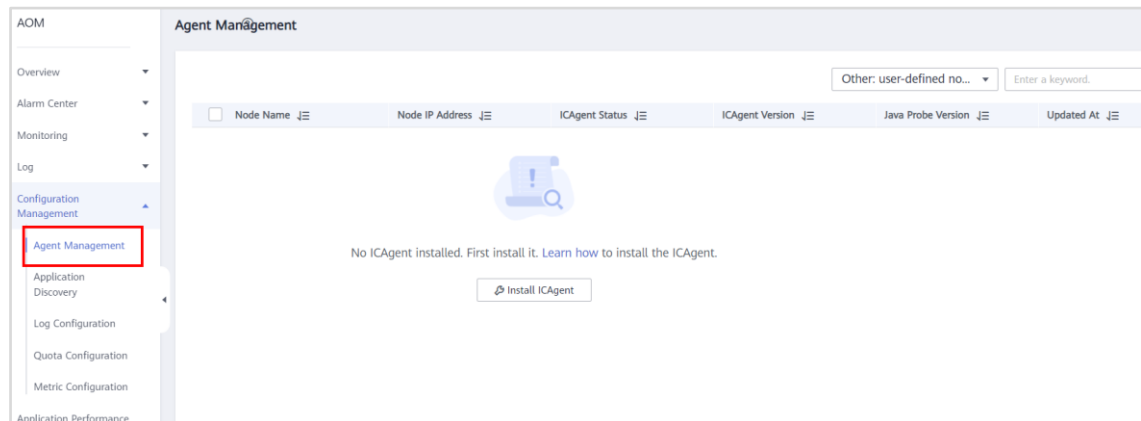 AOM
Agent Management
Overview
Alarm Center
Monitoring
Log
Configuration
Management
Agent Management
Application
Discovery
Log Configuration
Quota Configuration
Metric Configuration
Application Performance
Other: user-defined no...
Enter a keyword.
Node Name
Node IP Address
ICAgent Status
ICAgent Version
Java Probe Version
Updated At
No ICAgent installed. First install it. Learn how to install the ICAgent.
Install ICAgent